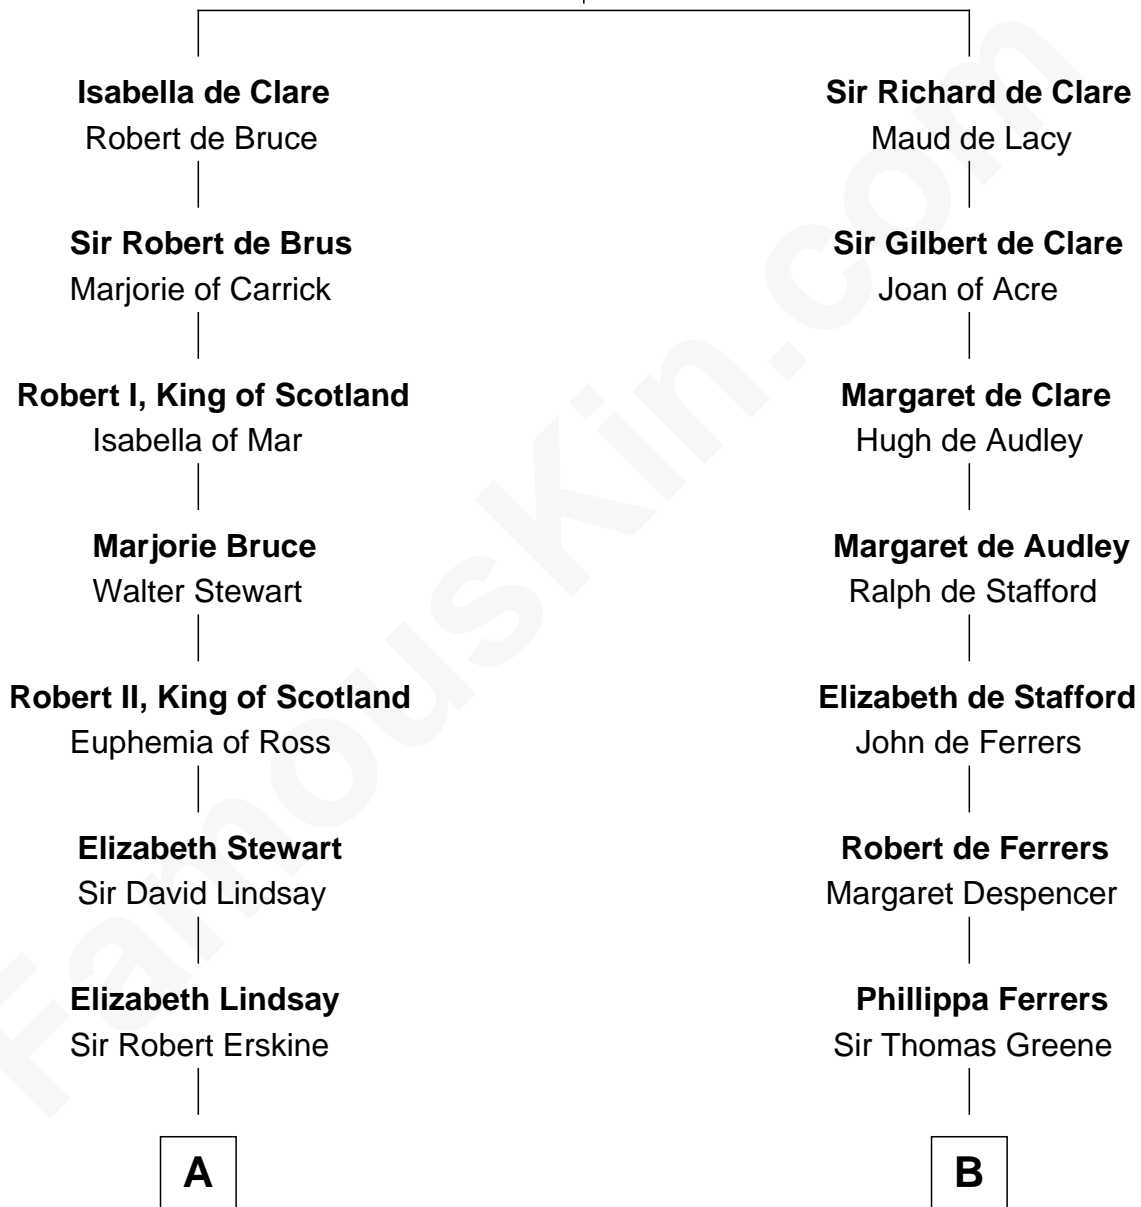 Isabella de Clare
Robert de Bruce
Sir Robert de Brus
Marjorie of Carrick
Robert I, King of Scotland
Isabella of Mar
Marjorie Bruce
Walter Stewart
Robert II, King of Scotland
Euphemia of Ross
Elizabeth Stewart
Sir David Lindsay
Elizabeth Lindsay
Sir Robert Erskine
A
Sir Richard de Clare
Maud de Lacy
Sir Gilbert de Clare
Joan of Acre
Margaret de Clare
Hugh de Audley
Margaret de Audley
Ralph de Stafford
Elizabeth de Stafford
John de Ferrers
Robert de Ferrers
Margaret Despencer
Phillippa Ferrers
Sir Thomas Greene
B
FamousKin.com